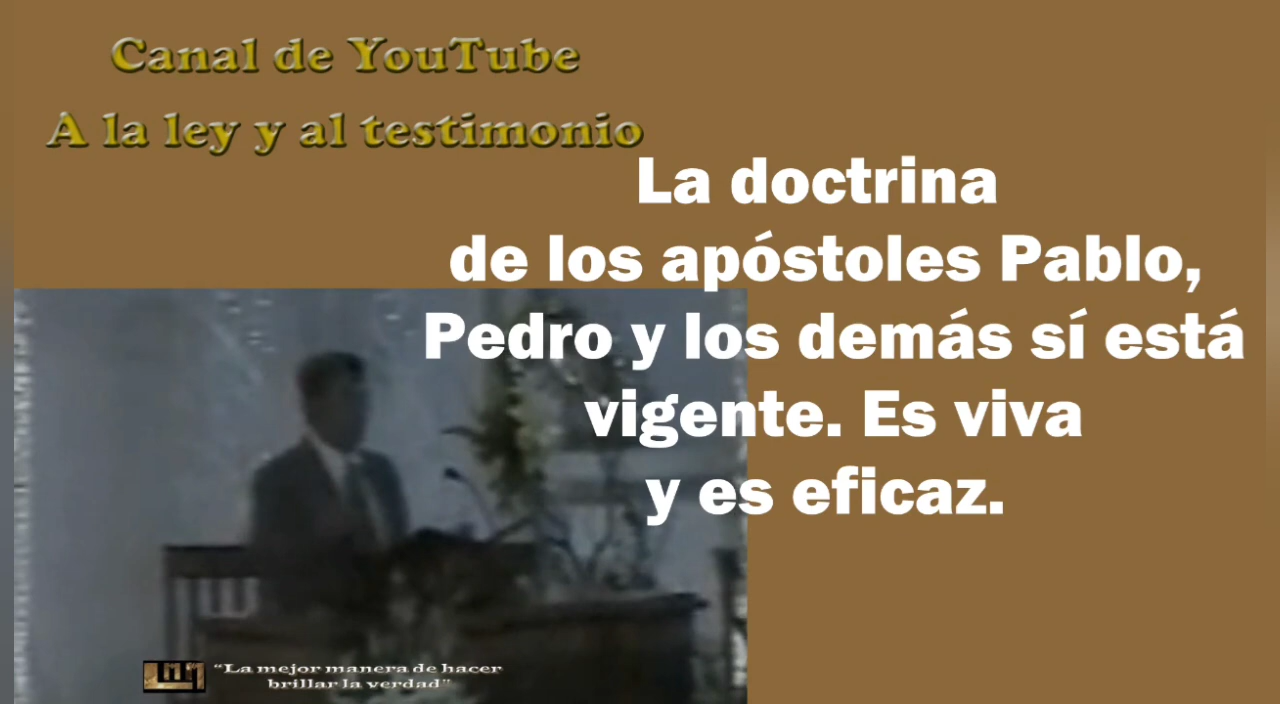 Canal de YouTube
A la ley y al testimonio
La doctrina
de los apóstoles Pablo,
Pedro y los demás sí está
vigente. Es viva
y es eficaz.
“La mejor manera de hacer
brillar la verdad”